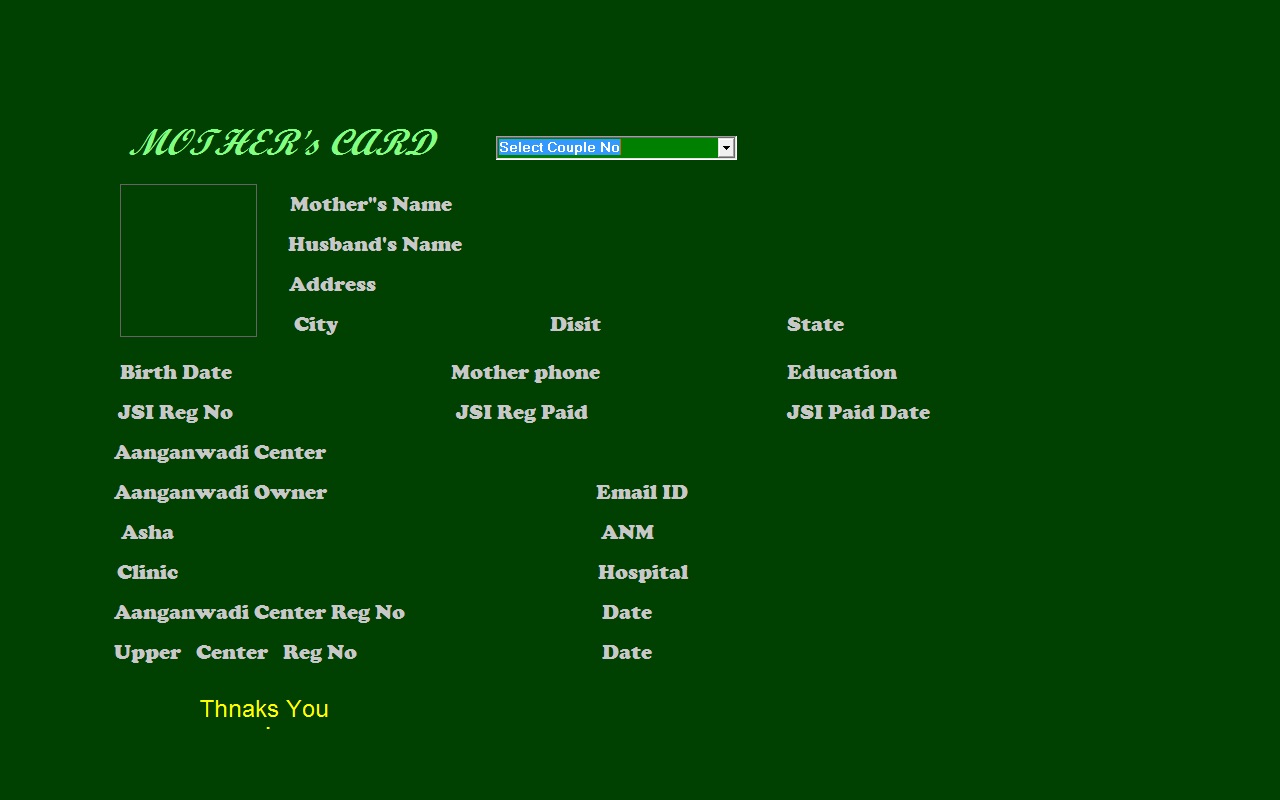 MOTHER's CARD Select Couple No
Mother"s Name
Husband's Name
Address
City Disit State
Birth Date Mother phone Education
JSI Reg No JSI Reg Paid JSI Paid Date
Aanganwadi Center
Aanganwadi Owner Email ID
Asha ANM
Clinic Hospital
Aanganwadi Center Reg No Date
Upper Center Reg No Date
Thnaks You